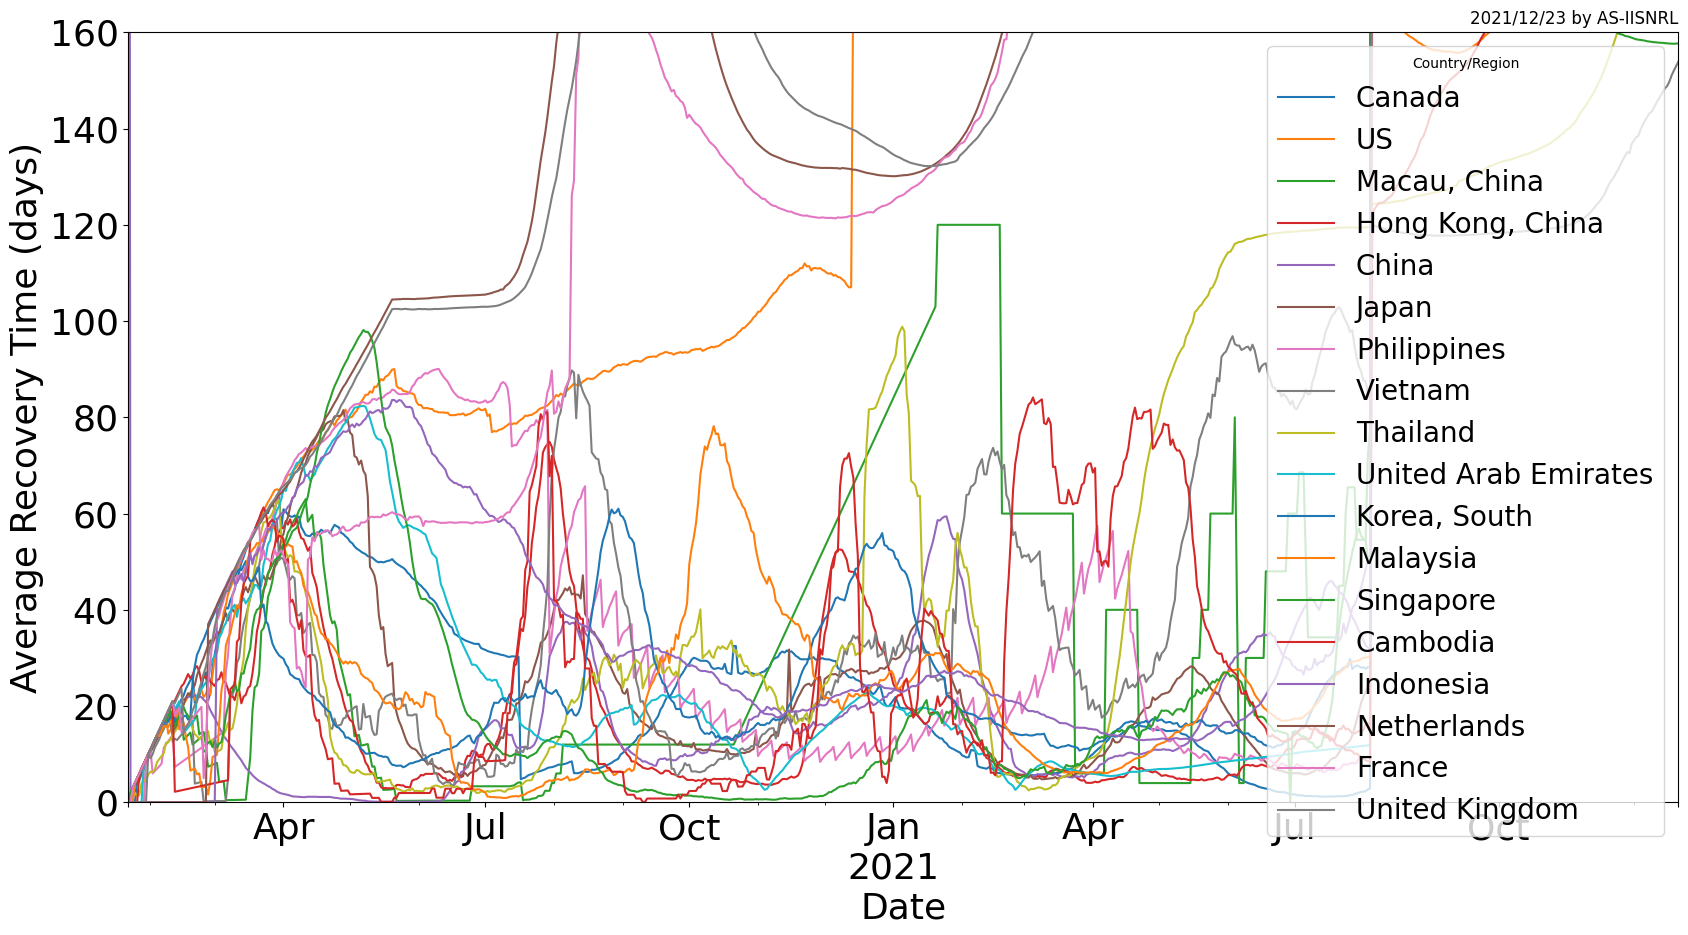 2021/12/23 by AS-IISNRL
Average Recovery Time (days)
160
140
120
100
80
60
40
20
0
Country/Region
Canada
US
Macau, China
Hong Kong, China
China
Japan
Philippines
Vietnam
Thailand
United Arab Emirates
Korea, South
Malaysia
Singapore
Cambodia
Indonesia
Netherlands
France
United Kingdom
Apr Jul Oct Jan Apr Jul Oct
2021
Date